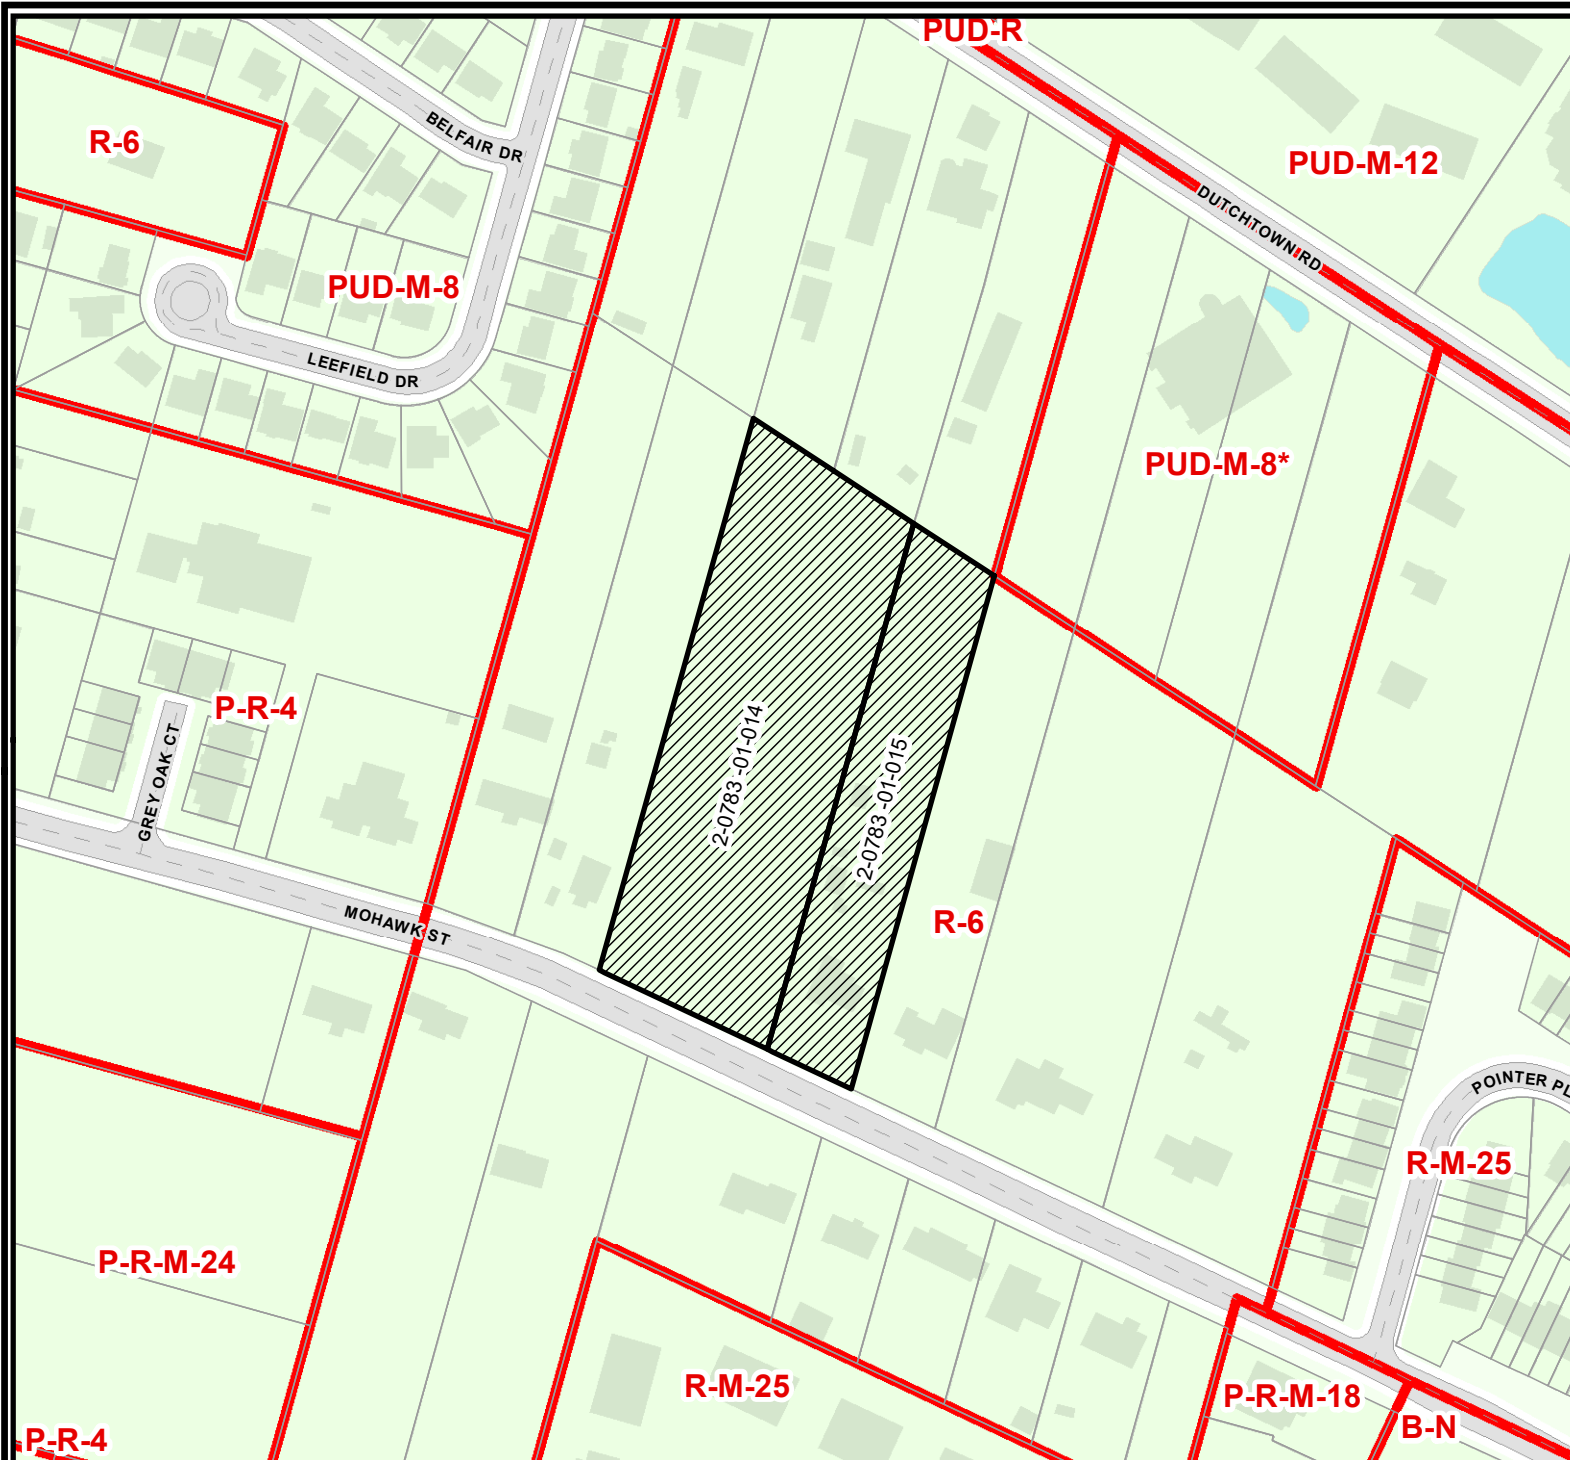 PUD-R
R-6
BELFAIR DR
PUD-M-12
DUTCHTOWN RD
PUD-M-8
LEEFIELD DR
PUD-M-8*
P-R-4
GREY OAK CT
2-0783 -01-014
2-0783 -01-015
MOHAWK ST
R-6
POINTER PL
R-M-25
P-R-M-24
R-M-25
P-R-M-18
B-N
P-R-4